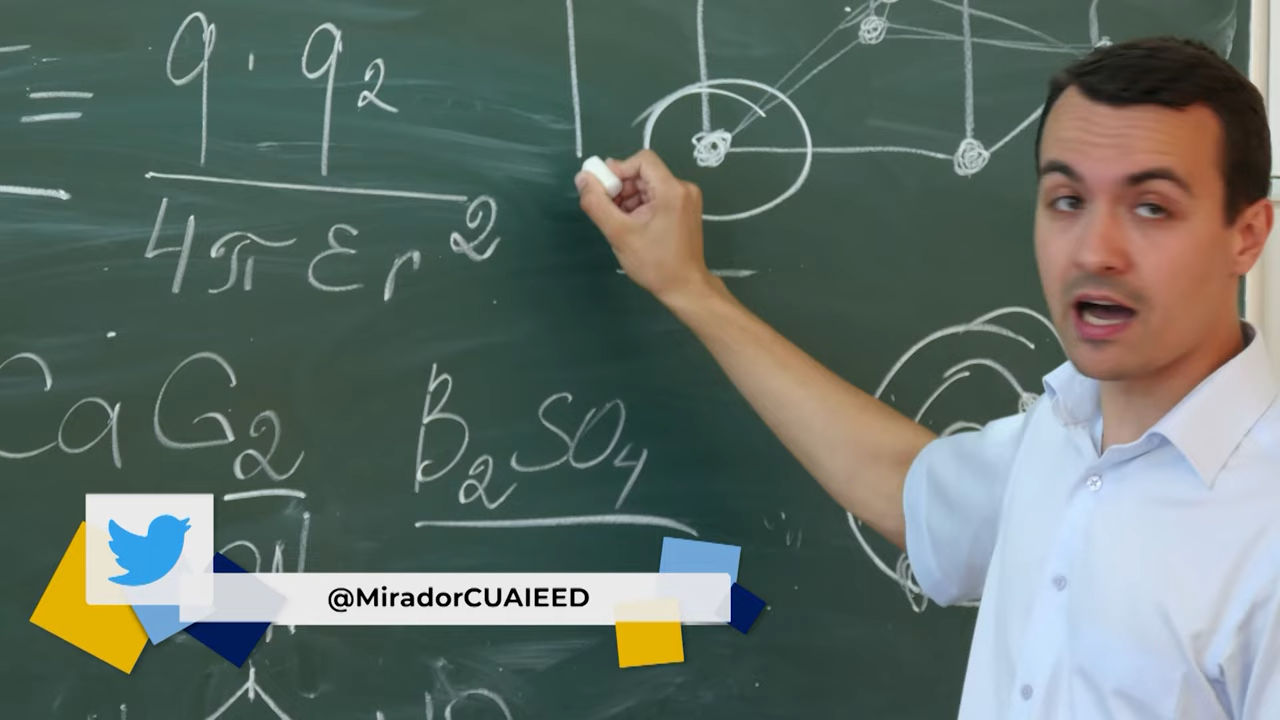 = q · q2
4πεr²
CaG2
B2SO4
@MiradorCUAIEED